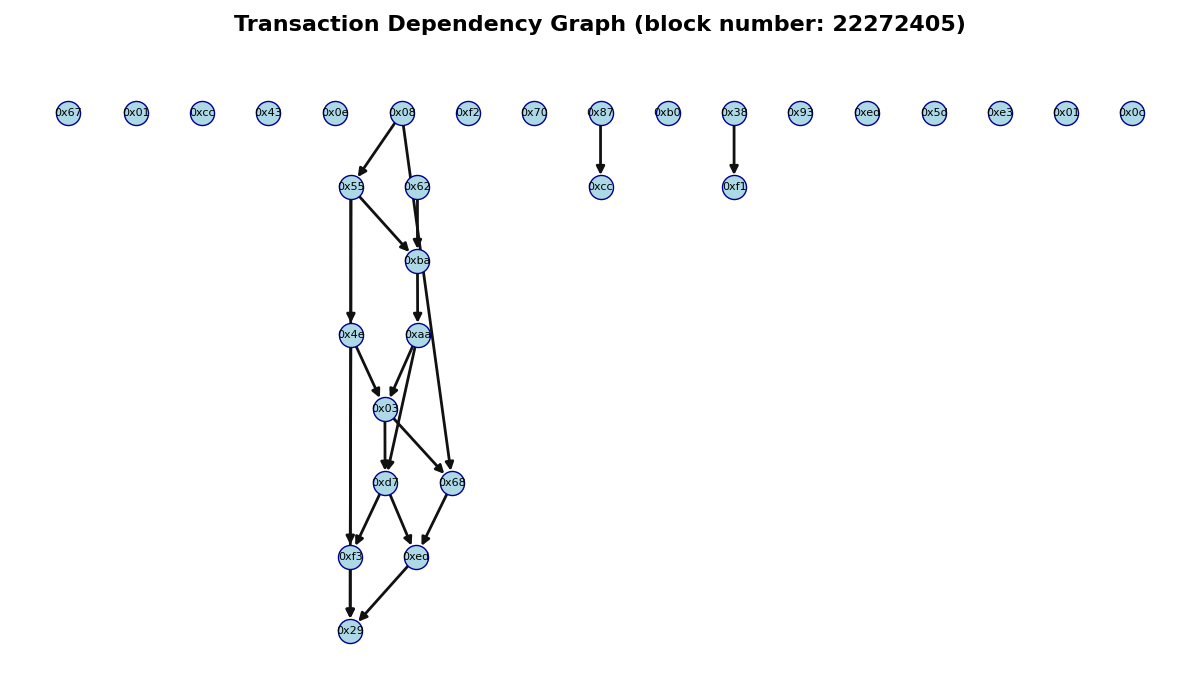 Transaction Dependency Graph (block number: 22272405)
0x67 0x01 0xcc 0x43 0x0e 0x08 0xf2 0x70 0x87 0xb0 0x38 0x93 0xed 0x5d 0xe3 0x01 0x0c
0x55 0x62 0xcc 0xf1
0xba
0x4e 0xaa
0x03
0xd7 0x68
0xf3 0xed
0x29